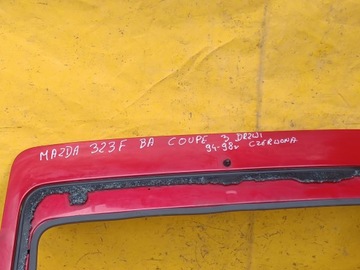 MAZDA 323F BA COUPE 3 DRZWI
94-98r CZERWONA